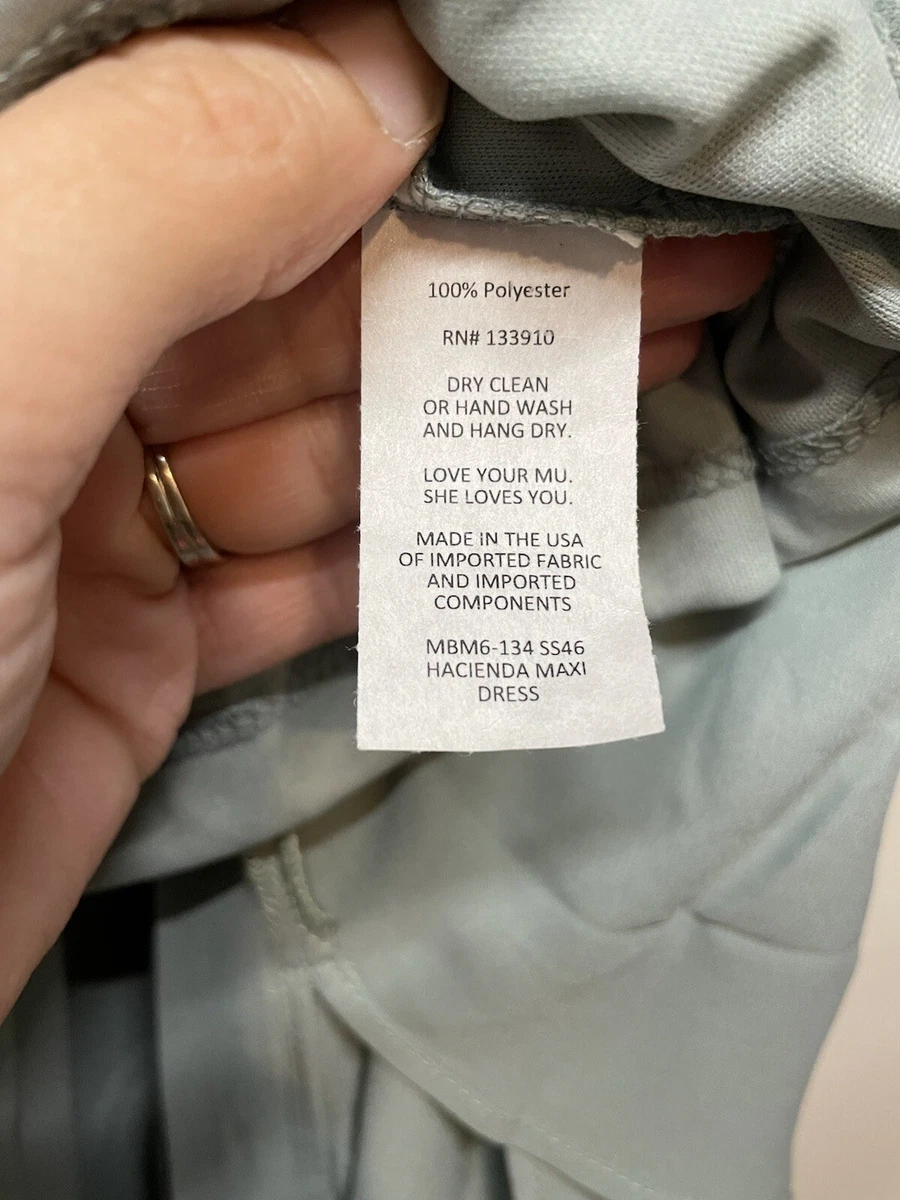 100% Polyester
RN# 133910
DRY CLEAN
OR HAND WASH
AND HANG DRY.
LOVE YOUR MU.
SHE LOVES YOU.
MADE IN THE USA
OF IMPORTED FABRIC
AND IMPORTED
COMPONENTS
MBM6-134 SS46
HACIENDA MAXI
DRESS